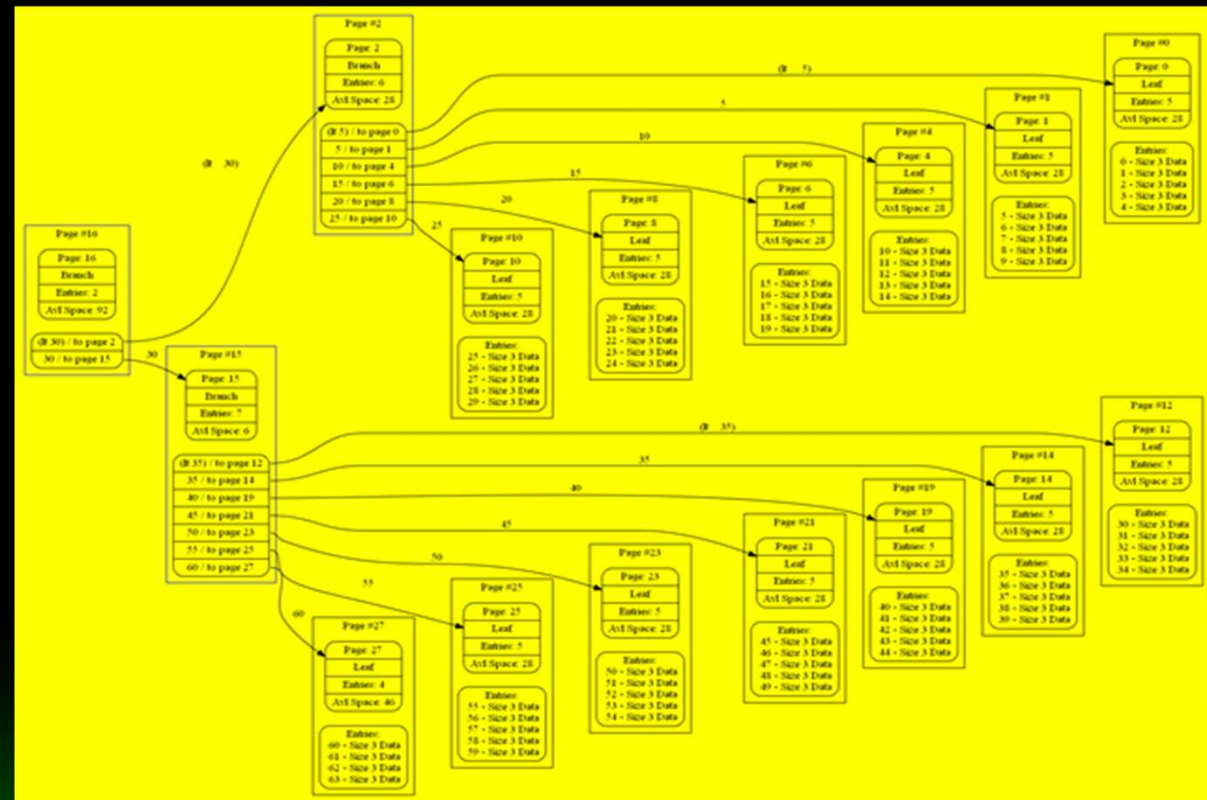 Page #2
Page: 2
Branch
Entries: 6
Avl Space: 28
(lt 5) / to page 0
5 / to page 1
10 / to page 4
15 / to page 6
20 / to page 8
25 / to page 10
(lt 5)
5
10
15
20
25
(lt 30)
Page #0
Page: 0
Leaf
Entries: 5
Avl Space: 28
Entries:
0 - Size 3 Data
1 - Size 3 Data
2 - Size 3 Data
3 - Size 3 Data
4 - Size 3 Data
Page #1
Page: 1
Leaf
Entries: 5
Avl Space: 28
Entries:
5 - Size 3 Data
6 - Size 3 Data
7 - Size 3 Data
8 - Size 3 Data
9 - Size 3 Data
Page #4
Page: 4
Leaf
Entries: 5
Avl Space: 28
Entries:
10 - Size 3 Data
11 - Size 3 Data
12 - Size 3 Data
13 - Size 3 Data
14 - Size 3 Data
Page #6
Page: 6
Leaf
Entries: 5
Avl Space: 28
Entries:
15 - Size 3 Data
16 - Size 3 Data
17 - Size 3 Data
18 - Size 3 Data
19 - Size 3 Data
Page #8
Page: 8
Leaf
Entries: 5
Avl Space: 28
Entries:
20 - Size 3 Data
21 - Size 3 Data
22 - Size 3 Data
23 - Size 3 Data
24 - Size 3 Data
Page #10
Page: 10
Leaf
Entries: 5
Avl Space: 28
Entries:
25 - Size 3 Data
26 - Size 3 Data
27 - Size 3 Data
28 - Size 3 Data
29 - Size 3 Data
Page #16
Page: 16
Branch
Entries: 2
Avl Space: 92
(lt 30) / to page 2
30 / to page 15
30
Page #15
Page: 15
Branch
Entries: 7
Avl Space: 6
(lt 35) / to page 12
35 / to page 14
40 / to page 19
45 / to page 21
50 / to page 23
55 / to page 25
60 / to page 27
(lt 35)
35
40
45
50
55
60
Page #12
Page: 12
Leaf
Entries: 5
Avl Space: 28
Entries:
30 - Size 3 Data
31 - Size 3 Data
32 - Size 3 Data
33 - Size 3 Data
34 - Size 3 Data
Page #14
Page: 14
Leaf
Entries: 5
Avl Space: 28
Entries:
35 - Size 3 Data
36 - Size 3 Data
37 - Size 3 Data
38 - Size 3 Data
39 - Size 3 Data
Page #19
Page: 19
Leaf
Entries: 5
Avl Space: 28
Entries:
40 - Size 3 Data
41 - Size 3 Data
42 - Size 3 Data
43 - Size 3 Data
44 - Size 3 Data
Page #21
Page: 21
Leaf
Entries: 5
Avl Space: 28
Entries:
45 - Size 3 Data
46 - Size 3 Data
47 - Size 3 Data
48 - Size 3 Data
49 - Size 3 Data
Page #23
Page: 23
Leaf
Entries: 5
Avl Space: 28
Entries:
50 - Size 3 Data
51 - Size 3 Data
52 - Size 3 Data
53 - Size 3 Data
54 - Size 3 Data
Page #25
Page: 25
Leaf
Entries: 5
Avl Space: 28
Entries:
55 - Size 3 Data
56 - Size 3 Data
57 - Size 3 Data
58 - Size 3 Data
59 - Size 3 Data
Page #27
Page: 27
Leaf
Entries: 4
Avl Space: 46
Entries:
60 - Size 3 Data
61 - Size 3 Data
62 - Size 3 Data
63 - Size 3 Data